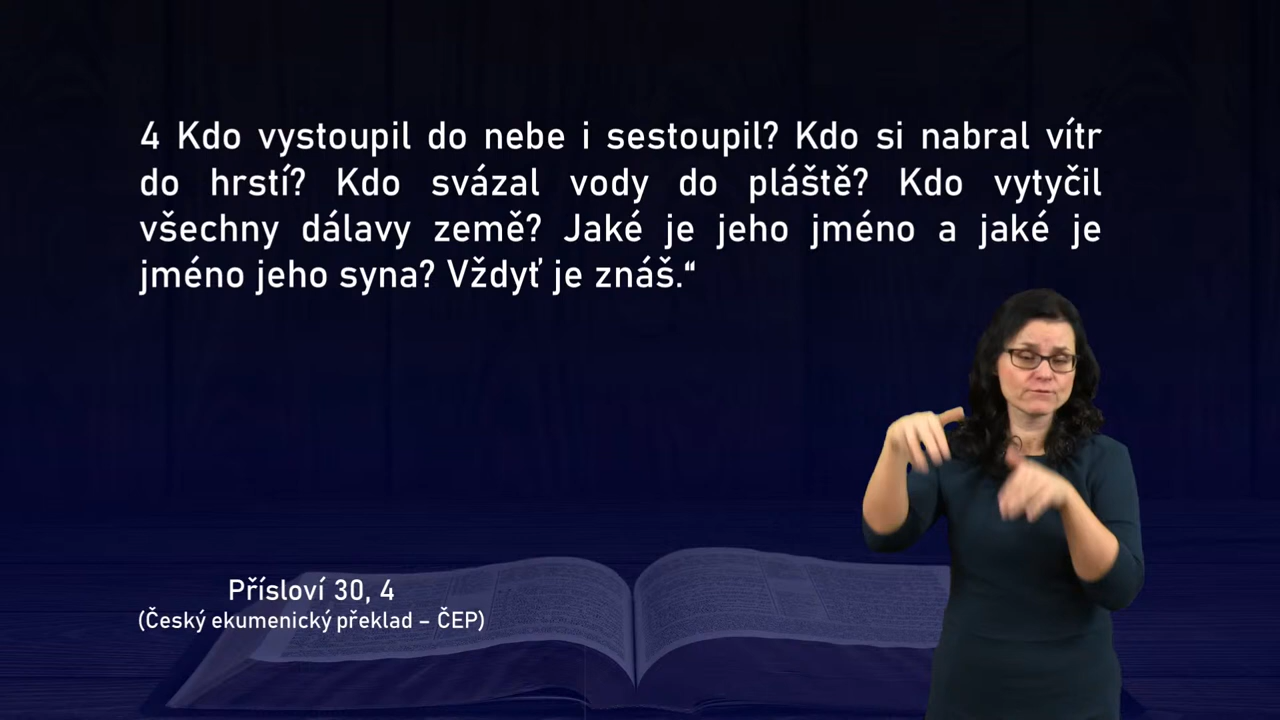 4 Kdo vystoupil do nebe i sestoupil? Kdo si nabral vítr
do hrstí? Kdo svázal vody do pláště? Kdo vytyčil
všechny dálavy země? Jaké je jeho jméno a jaké je
jméno jeho syna? Vždyť je znáš.“
Přísloví 30, 4
(Český ekumenický překlad – ČEP)